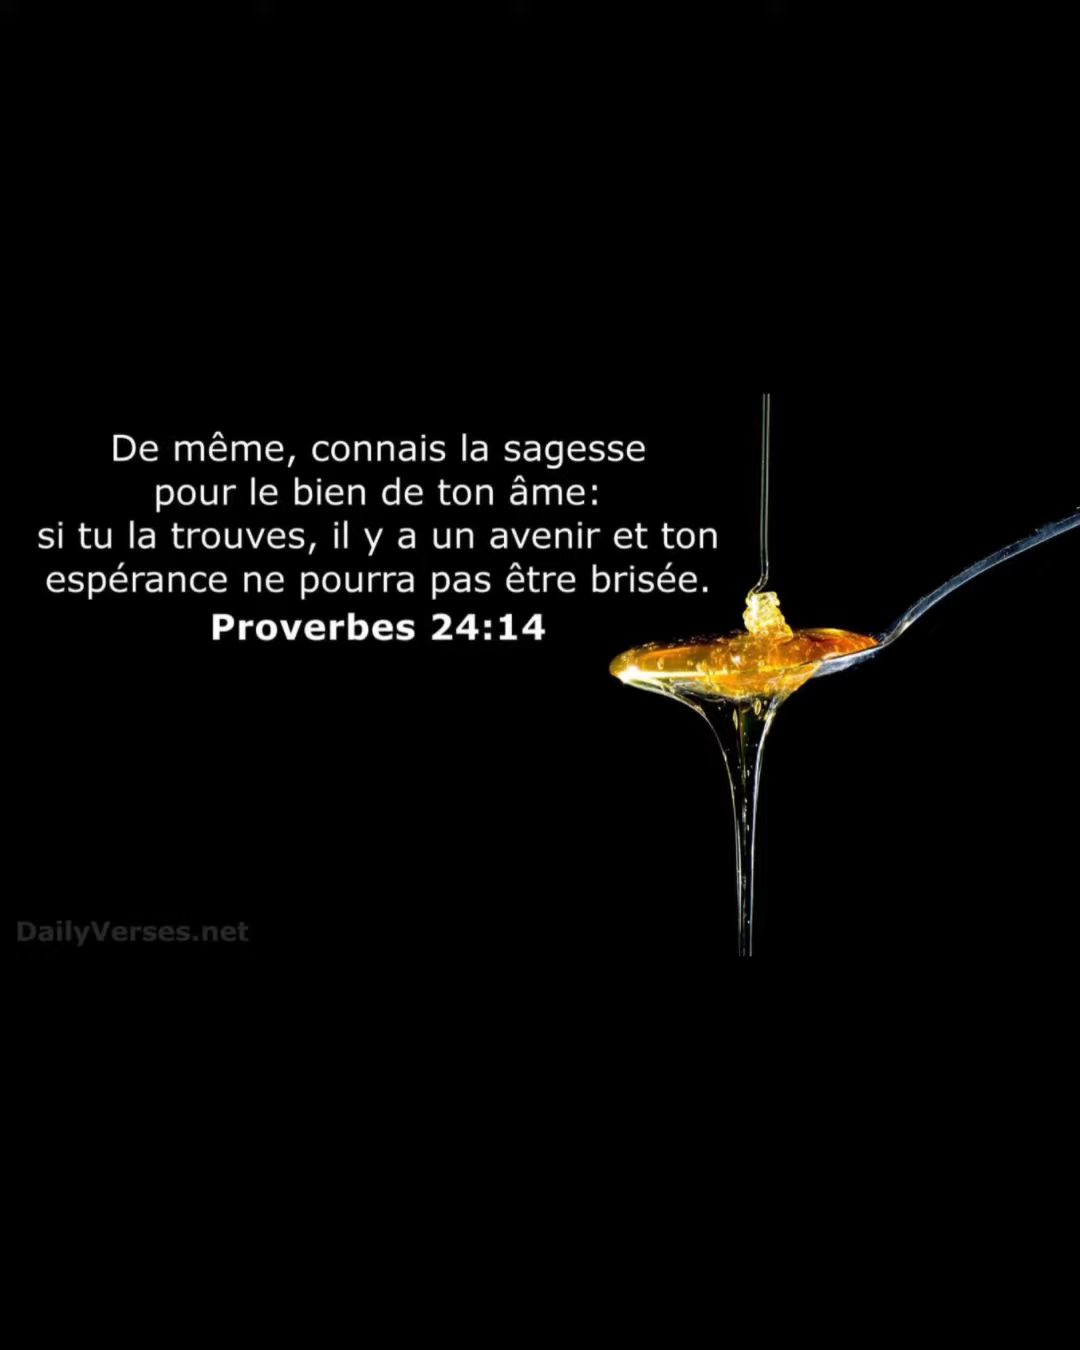 De même, connais la sagesse
pour le bien de ton âme:
si tu la trouves, il y a un avenir et ton
espérance ne pourra pas être brisée.
Proverbes 24:14
DailyVerses.net